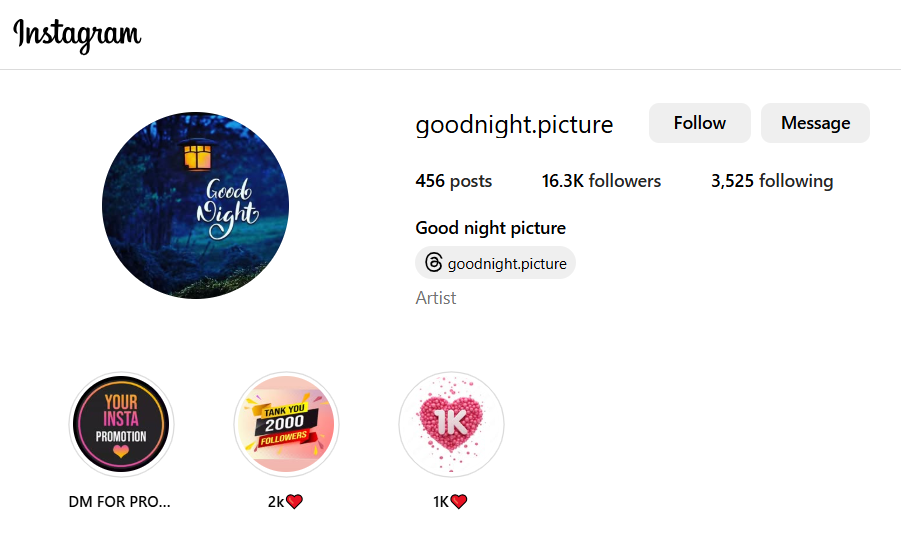 Instagram
goodnight.picture Follow Message
456 posts 16.3K followers 3,525 following
Good night picture
goodnight.picture
Artist
Good
Night
YOUR
INSTA
PROMOTION
DM FOR PRO...
TANK YOU
2000
FOLLOWERS
2k❤
1K
1K❤